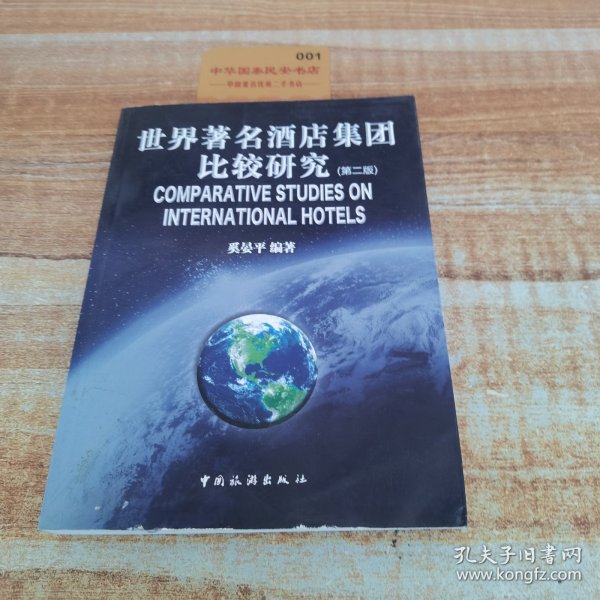 001
中华国泰民安书店
世界著名酒店集团
比较研究(第二版)
COMPARATIVE STUDIES ON
INTERNATIONAL HOTELS
奚晏平 编著
中国旅游出版社
孔夫子旧书网
www.kongfz.com